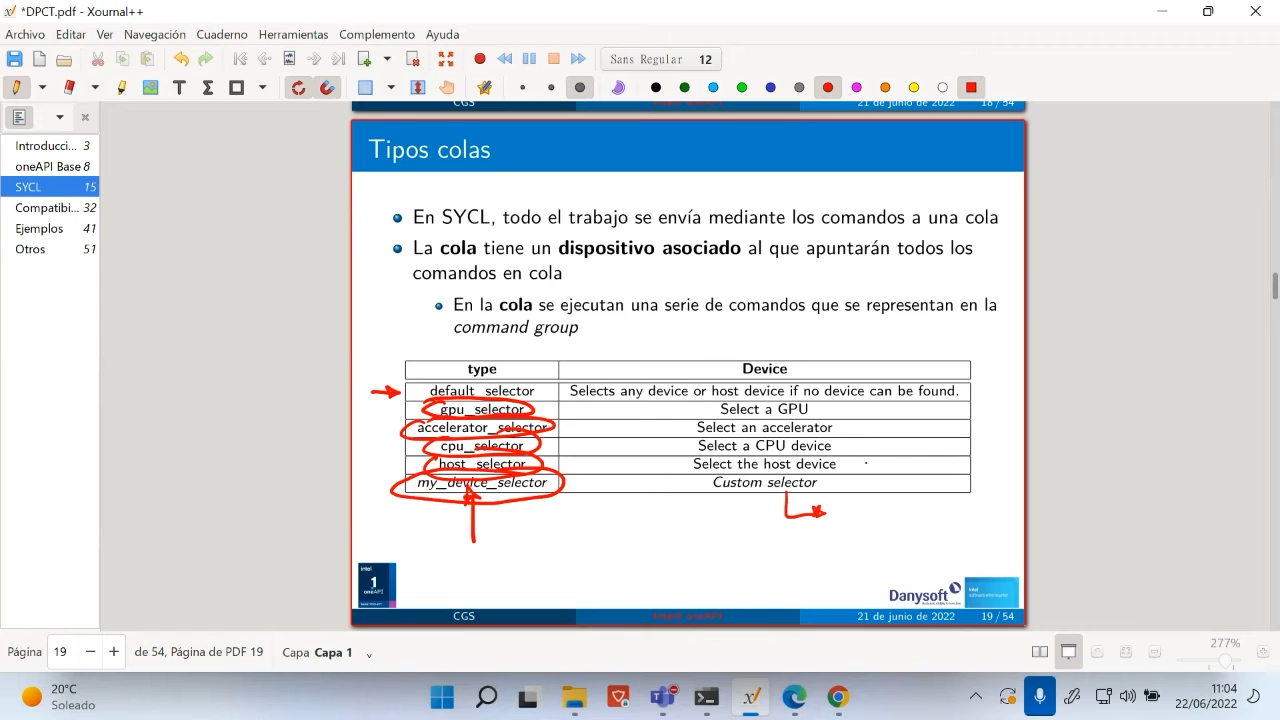 *DPCT.pdf - Xournal++
Archivo Editar Ver Navegación Cuaderno Herramientas Complemento Ayuda
Sans Regular 12
CGS 21 de junio de 2022 18 / 54
Introducci... 3
oneAPI Base 8
SYCL 15
Compatibi... 32
Ejemplos 41
Otros 51
Tipos colas
En SYCL, todo el trabajo se envía mediante los comandos a una cola
La cola tiene un dispositivo asociado al que apuntarán todos los
comandos en cola
En la cola se ejecutan una serie de comandos que se representan en la
command group
type Device
default_selector Selects any device or host device if no device can be found.
gpu_selector Select a GPU
accelerator_selector Select an accelerator
cpu_selector Select a CPU device
host_selector Select the host device
my_device_selector Custom selector
intel
1
oneAPI
BASE TOOLKIT
Danysoft
intel
CGS 21 de junio de 2022 19 / 54
Página 19 de 54, Página de PDF 19 Capa Capa 1
277%
20°C
Soleado
11:04
22/06/2022